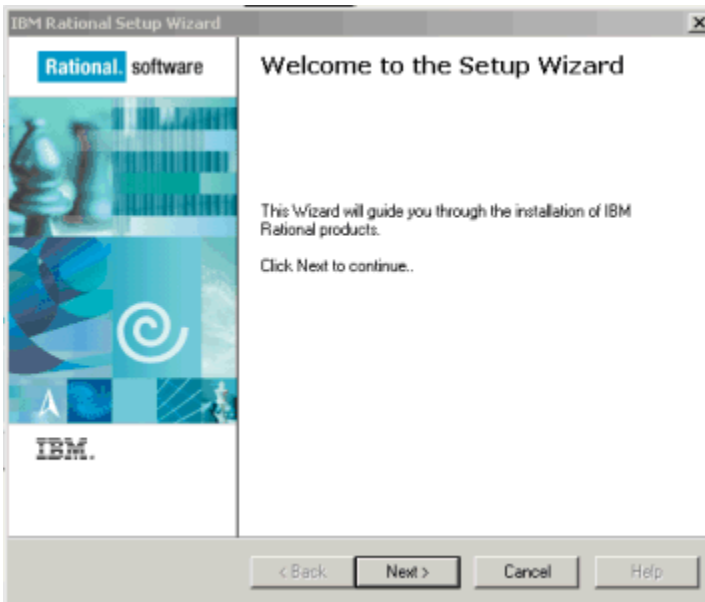 IBM Rational Setup Wizard
Rational. software
Welcome to the Setup Wizard
This Wizard will guide you through the installation of IBM
Rational products.
Click Next to continue..
IBM.
< Back
Next >
Cancel
Help